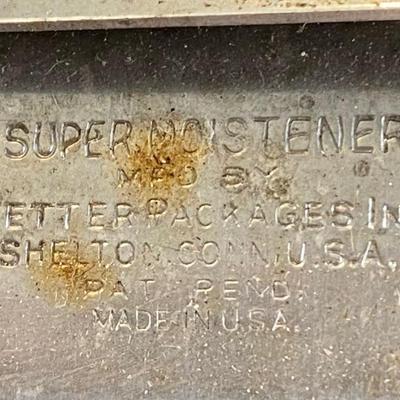 SUPER MOISTENER
MFD BY
ETTER PACKAGES IN
SHELTON, CONN., U.S.A.
PAT. PEND.
MADE IN U.S.A.